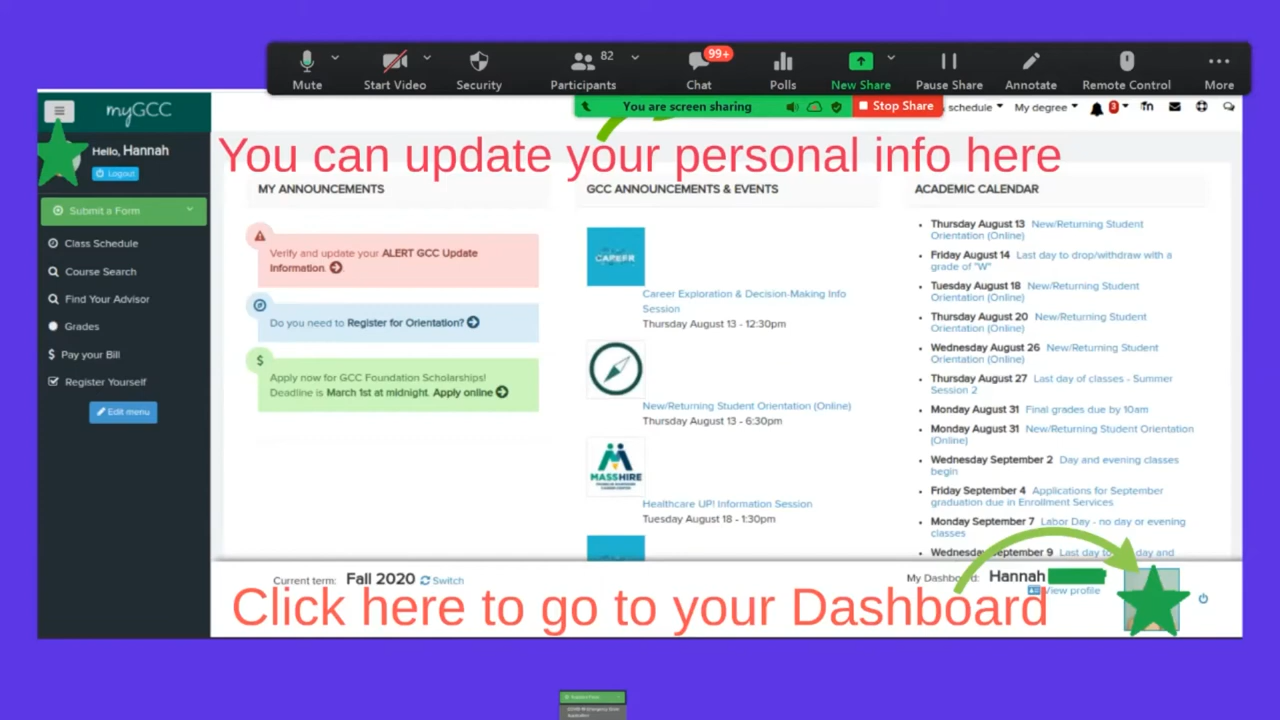 82
99+
Mute
Start Video
Security
Participants
Chat
Polls
New Share
Pause Share
Annotate
Remote Control
More
You are screen sharing
Stop Share
schedule
My degree
3
myGCC
Hello, Hannah
Logout
You can update your personal info here
Submit a Form
Class Schedule
Course Search
Find Your Advisor
Grades
Pay your Bill
Register Yourself
Edit menu
MY ANNOUNCEMENTS
Verify and update your ALERT GCC Update
Information.
Do you need to Register for Orientation?
Apply now for GCC Foundation Scholarships!
Deadline is March 1st at midnight. Apply online
GCC ANNOUNCEMENTS & EVENTS
CAREER
Career Exploration & Decision-Making Info
Session
Thursday August 13 - 12:30pm
New/Returning Student Orientation (Online)
Thursday August 13 - 6:30pm
MASSHIRE
Healthcare UP! Information Session
Tuesday August 18 - 1:30pm
ACADEMIC CALENDAR
Thursday August 13 New/Returning Student
Orientation (Online)
Friday August 14 Last day to drop/withdraw with a
grade of "W"
Tuesday August 18 New/Returning Student
Orientation (Online)
Thursday August 20 New/Returning Student
Orientation (Online)
Wednesday August 26 New/Returning Student
Orientation (Online)
Thursday August 27 Last day of classes - Summer
Session 2
Monday August 31 Final grades due by 10am
Monday August 31 New/Returning Student Orientation
(Online)
Wednesday September 2 Day and evening classes
begin
Friday September 4 Applications for September
graduation due in Enrollment Services
Monday September 7 Labor Day - no day or evening
classes
September 9 Last day day and
Current term: Fall 2020 Switch
My Hannah
View profile
Click here to go to your Dashboard